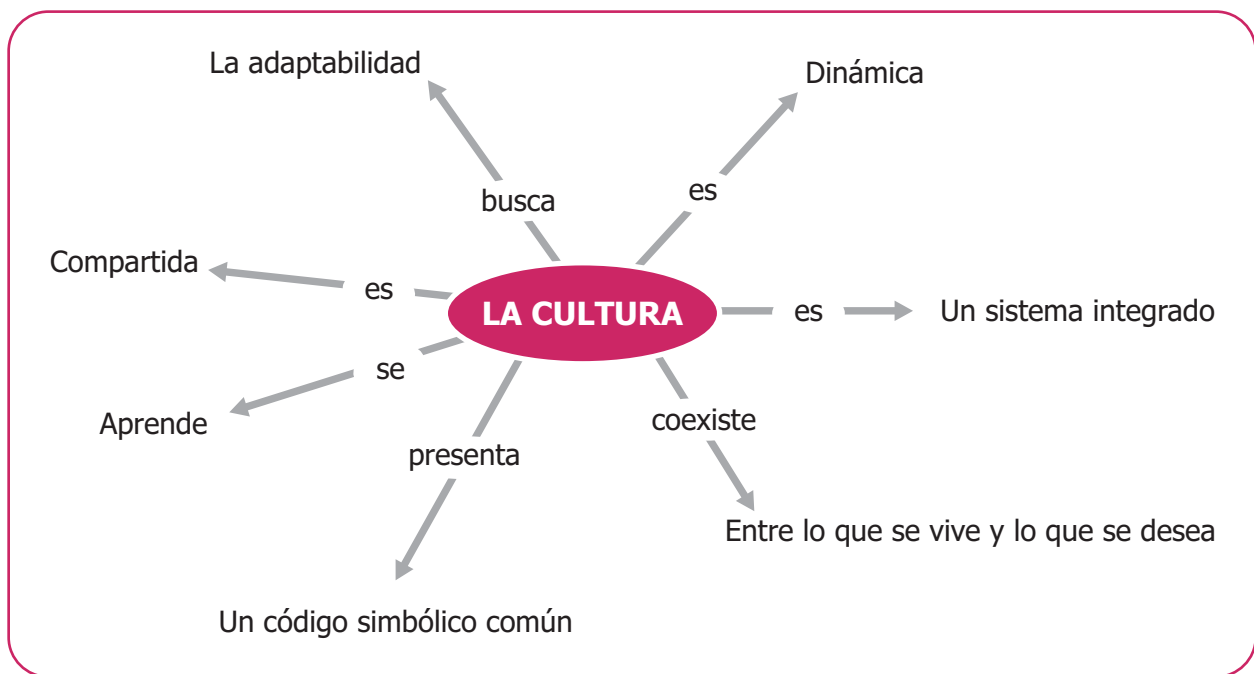 La adaptabilidad
Dinámica
busca
es
Compartida
es
LA CULTURA
es
Un sistema integrado
se
Aprende
coexiste
presenta
Entre lo que se vive y lo que se desea
Un código simbólico común